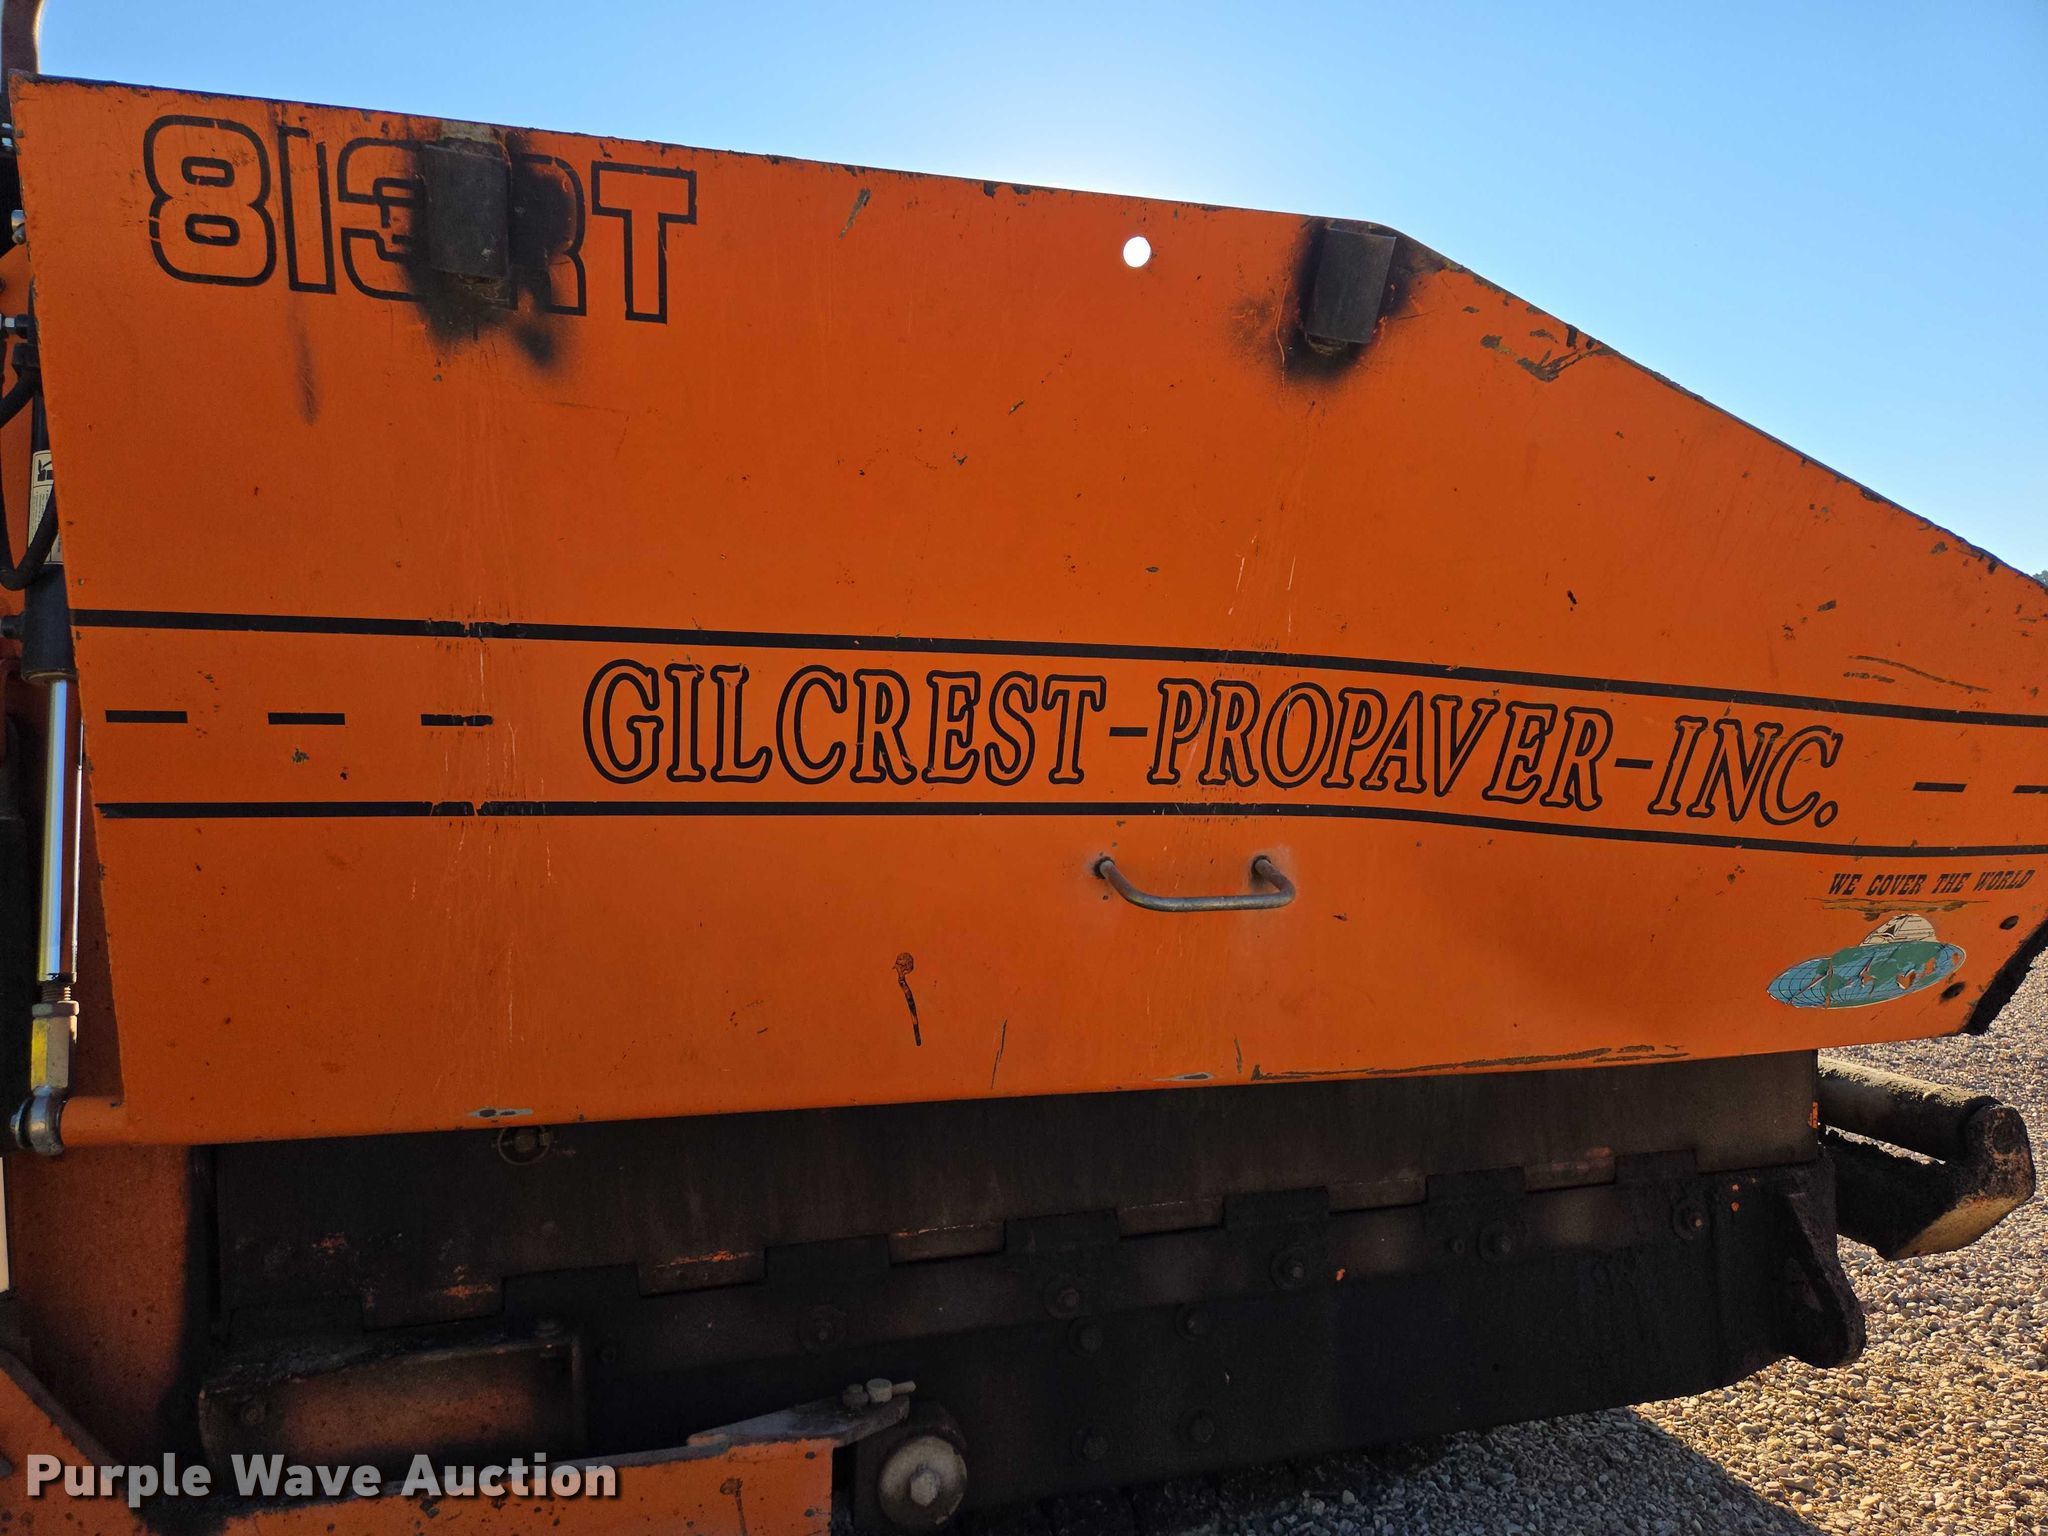 813RT
GILCREST-PROPAVER-INC.
WE COVER THE WORLD
Purple Wave Auction